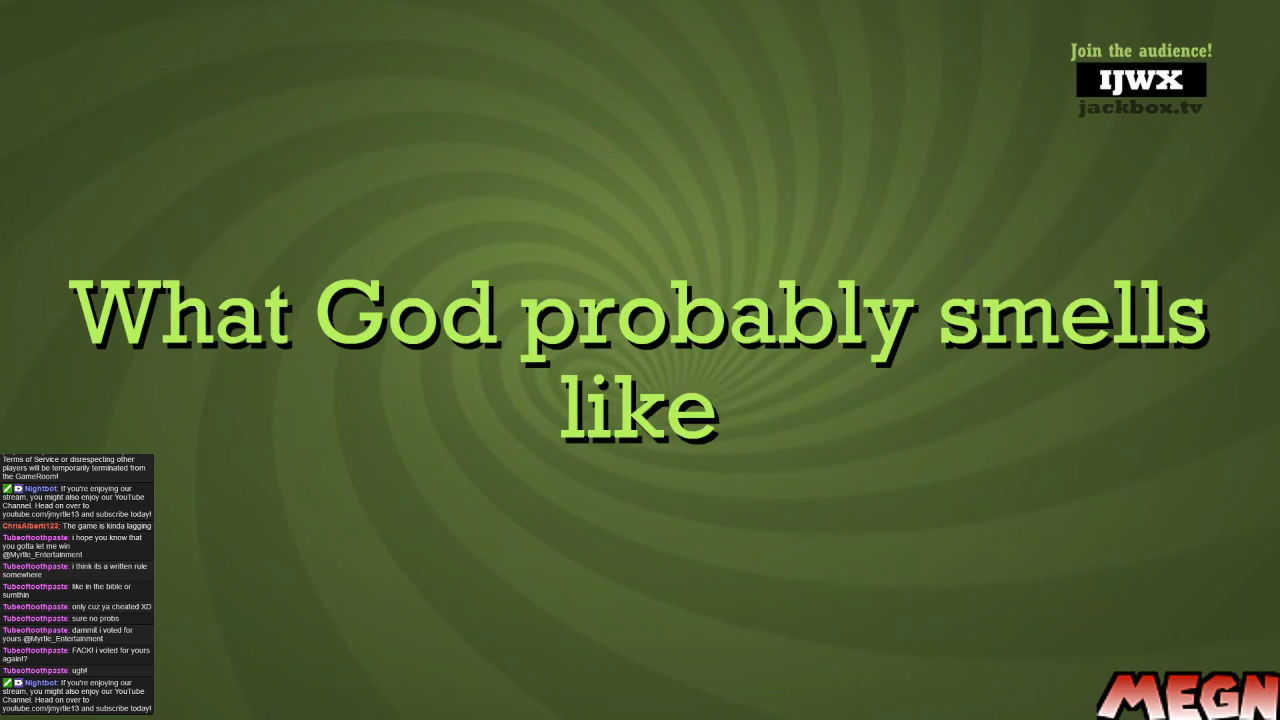 Join the audience!
IJWX
jackbox.tv
What God probably smells
like
Terms of Service or disrespecting other
players will be temporarily terminated from
the GameRoom!
Nightbot: If you're enjoying our
stream, you might also enjoy our YouTube
Channel. Head on over to
youtube.com/jmyrtle13 and subscribe today!
ChrisAlberti123: The game is kinda lagging
Tubeoftoothpaste: i hope you know that
you gotta let me win
@Myrtle_Entertainment
Tubeoftoothpaste: i think its a written rule
somewhere
Tubeoftoothpaste: like in the bible or
sumthin
Tubeoftoothpaste: only cuz ya cheated XD
Tubeoftoothpaste: sure no probs
Tubeoftoothpaste: dammit i voted for
yours @Myrtle_Entertainment
Tubeoftoothpaste: FACK! i voted for yours
again!?
Tubeoftoothpaste: ugh!
Nightbot: If you're enjoying our
stream, you might also enjoy our YouTube
Channel. Head on over to
youtube.com/jmyrtle13 and subscribe today!
MEGN